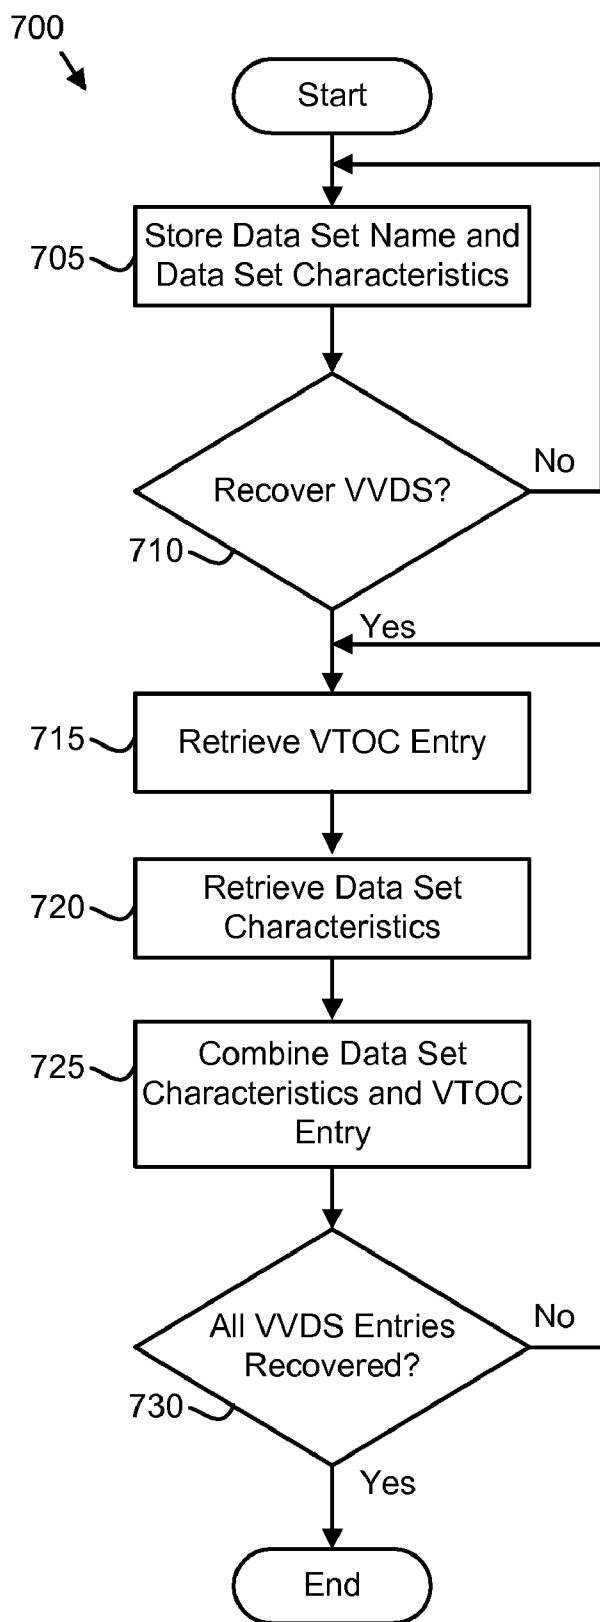 700
Start
705
Store Data Set Name and
Data Set Characteristics
Recover VVDS?
No
710
Yes
715
Retrieve VTOC Entry
720
Retrieve Data Set
Characteristics
725
Combine Data Set
Characteristics and VTOC
Entry
All VVDS Entries
Recovered?
No
730
Yes
End